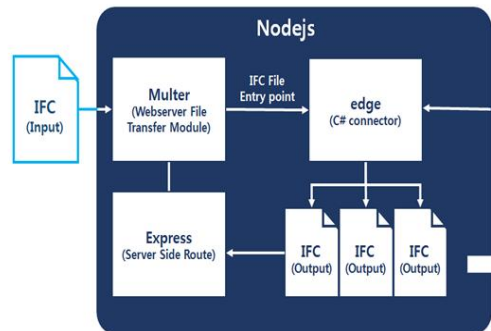 Nodejs
IFC
(Input)
Multer
(Webserver File
Transfer Module)
IFC File
Entry point
edge
(C# connector)
Express
(Server Side Route)
IFC
(Output)
IFC
(Output)
IFC
(Output)